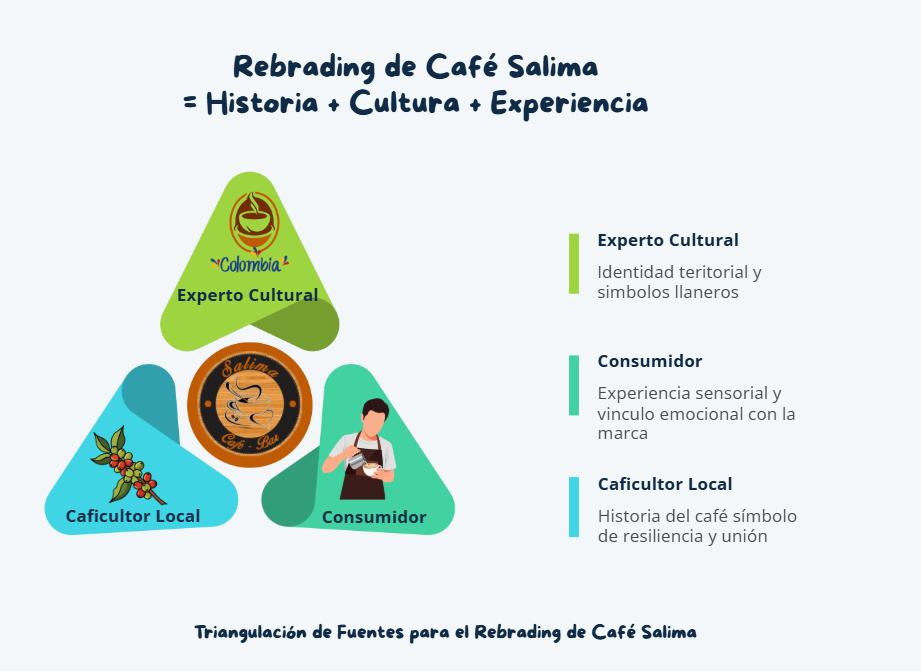 Rebrading de Café Salima
= Historia + Cultura + Experiencia
Colombia
Experto Cultural
Salima
Café - Bar
Caficultor Local
Consumidor
Experto Cultural
Identidad teritorial y
simbolos llaneros
Consumidor
Experiencia sensorial y
vinculo emocional con la
marca
Caficultor Local
Historia del café símbolo
de resiliencia y unión
Triangulación de Fuentes para el Rebrading de Café Salima